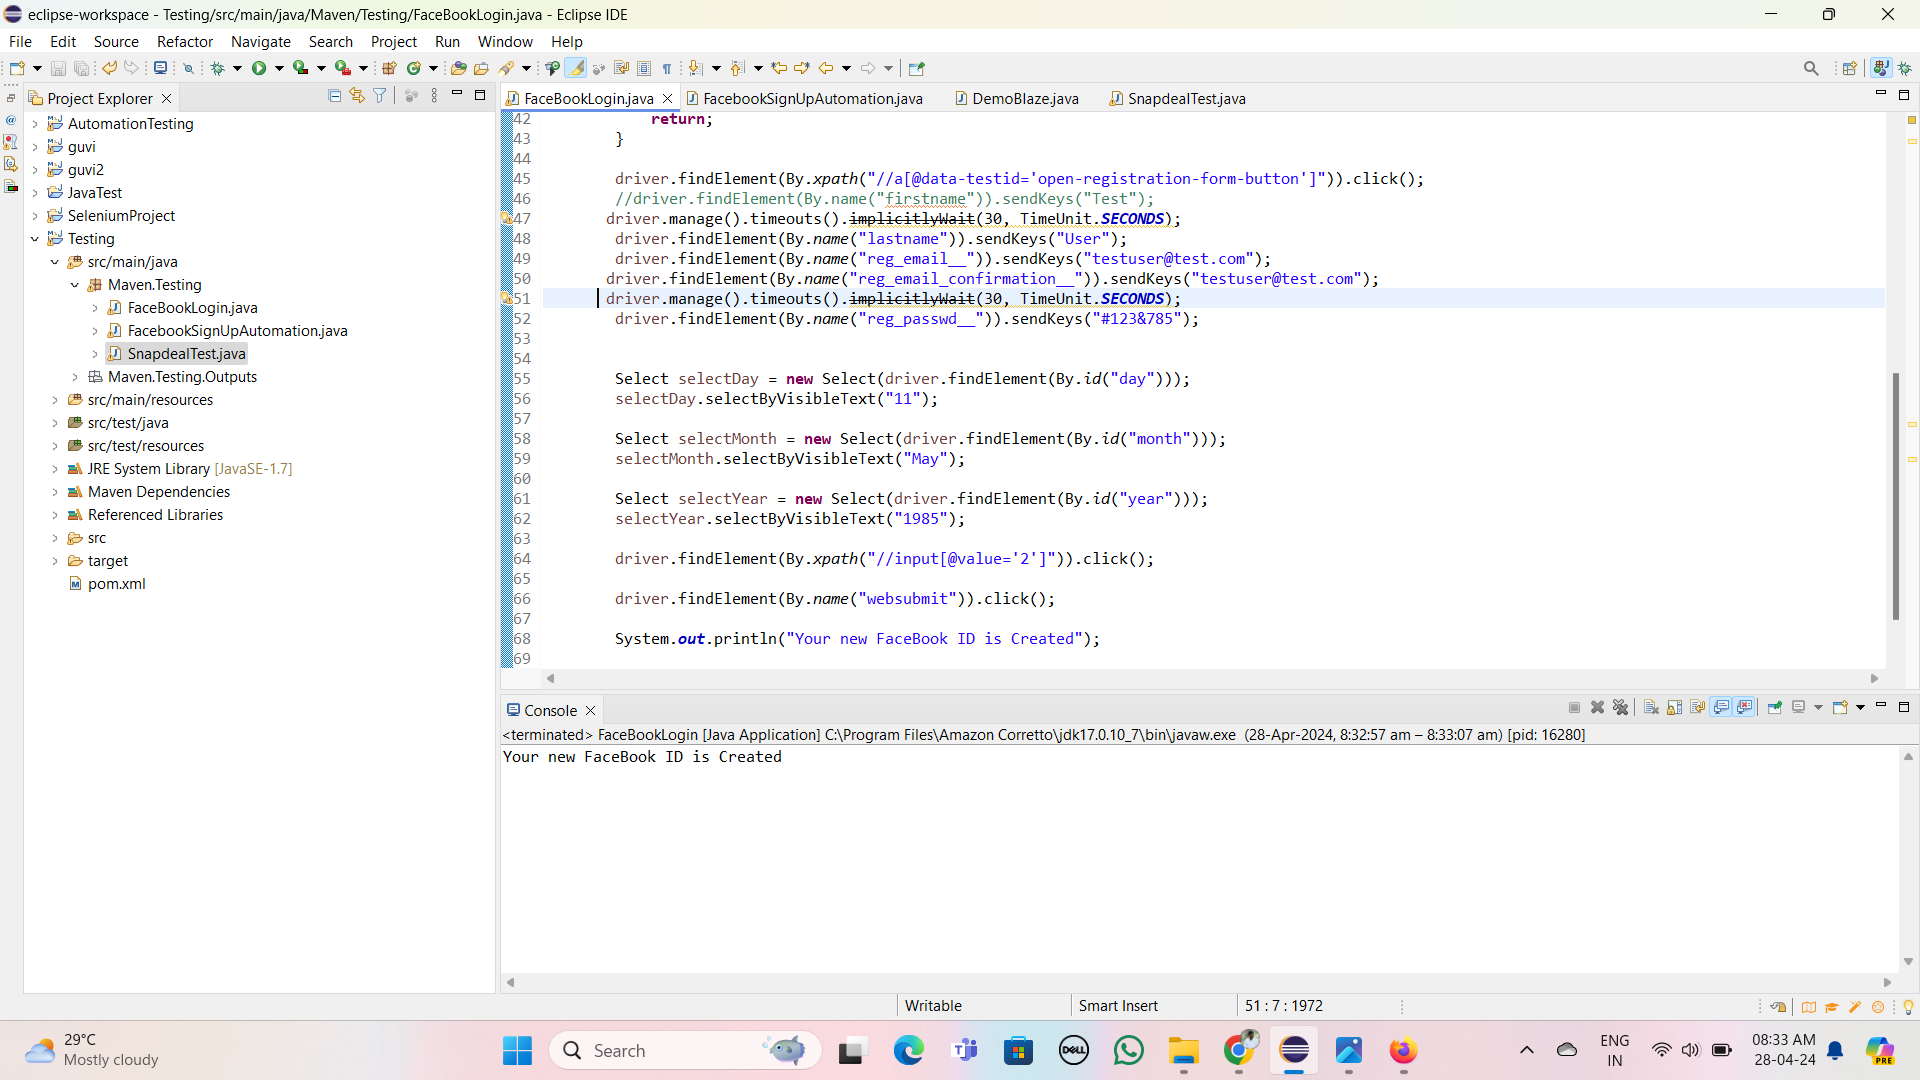 eclipse-workspace - Testing/src/main/java/Maven/Testing/FaceBookLogin.java - Eclipse IDE
File Edit Source Refactor Navigate Search Project Run Window Help
Project Explorer
AutomationTesting
guvi
guvi2
JavaTest
SeleniumProject
Testing
src/main/java
Maven.Testing
FaceBookLogin.java
FacebookSignUpAutomation.java
SnapdealTest.java
Maven.Testing.Outputs
src/main/resources
src/test/java
src/test/resources
JRE System Library [JavaSE-1.7]
Maven Dependencies
Referenced Libraries
src
target
pom.xml
FaceBookLogin.java FacebookSignUpAutomation.java DemoBlaze.java SnapdealTest.java
42 return;
43 }
44
45 driver.findElement(By.xpath("//a[@data-testid='open-registration-form-button']")).click();
46 //driver.findElement(By.name("firstname")).sendKeys("Test");
47 driver.manage().timeouts().implicitlyWait(30, TimeUnit.SECONDS);
48 driver.findElement(By.name("lastname")).sendKeys("User");
49 driver.findElement(By.name("reg_email__")).sendKeys("testuser@test.com");
50 driver.findElement(By.name("reg_email_confirmation__")).sendKeys("testuser@test.com");
51 driver.manage().timeouts().implicitlyWait(30, TimeUnit.SECONDS);
52 driver.findElement(By.name("reg_passwd__")).sendKeys("#123&785");
53
54
55 Select selectDay = new Select(driver.findElement(By.id("day")));
56 selectDay.selectByVisibleText("11");
57
58 Select selectMonth = new Select(driver.findElement(By.id("month")));
59 selectMonth.selectByVisibleText("May");
60
61 Select selectYear = new Select(driver.findElement(By.id("year")));
62 selectYear.selectByVisibleText("1985");
63
64 driver.findElement(By.xpath("//input[@value='2']")).click();
65
66 driver.findElement(By.name("websubmit")).click();
67
68 System.out.println("Your new FaceBook ID is Created");
69
Console
<terminated> FaceBookLogin [Java Application] C:\Program Files\Amazon Corretto\jdk17.0.10_7\bin\javaw.exe (28-Apr-2024, 8:32:57 am – 8:33:07 am) [pid: 16280]
Your new FaceBook ID is Created
Writable Smart Insert 51 : 7 : 1972
29°C
Mostly cloudy
Search
DELL
PRE
ENG
IN
08:33 AM
28-04-24